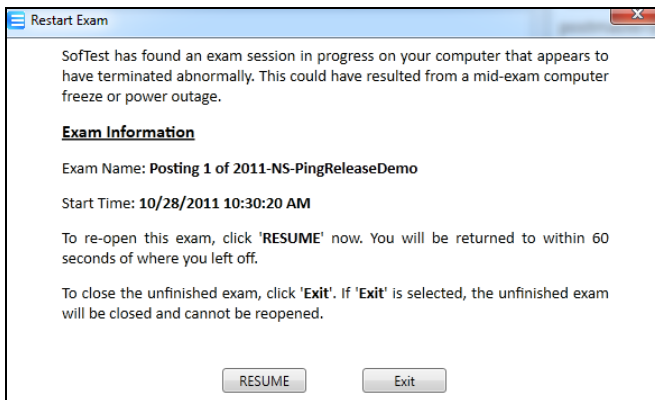 Restart Exam
SofTest has found an exam session in progress on your computer that appears to
have terminated abnormally. This could have resulted from a mid-exam computer
freeze or power outage.
Exam Information
Exam Name: Posting 1 of 2011-NS-PingReleaseDemo
Start Time: 10/28/2011 10:30:20 AM
To re-open this exam, click 'RESUME' now. You will be returned to within 60
seconds of where you left off.
To close the unfinished exam, click 'Exit'. If 'Exit' is selected, the unfinished exam
will be closed and cannot be reopened.
RESUME Exit